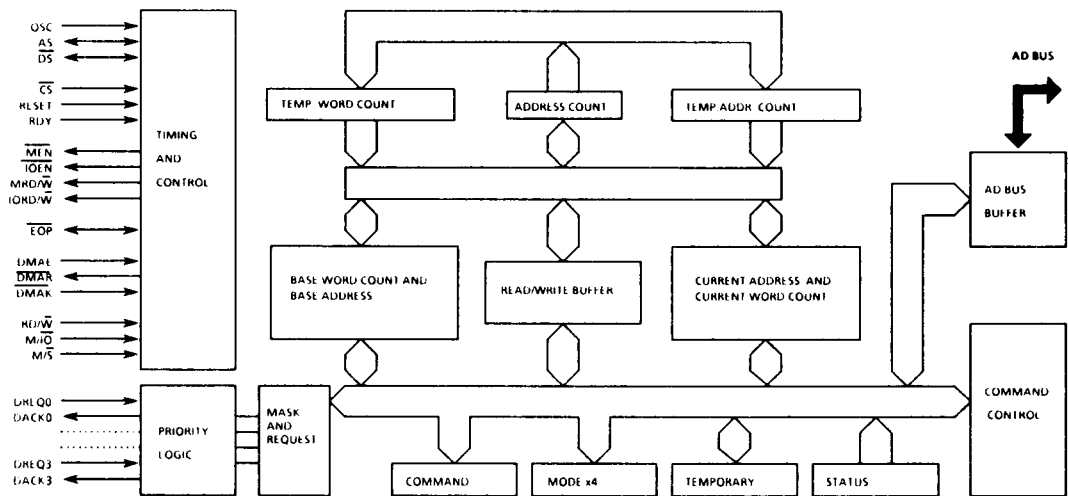 OSC
AS
DS
CS
RESET
RDY
MEN
IOEN
MRD/W
IORD/W
EOP
DMAE
DMAR
DMAK
RD/W
M/IO
M/S
DREQ0
DACK0
DREQ3
DACK3
TIMING
AND
CONTROL
PRIORITY
LOGIC
MASK
AND
REQUEST
TEMP. WORD COUNT
ADDRESS COUNT
TEMP. ADDR. COUNT
BASE WORD COUNT AND
BASE ADDRESS
READ/WRITE BUFFER
CURRENT ADDRESS AND
CURRENT WORD COUNT
COMMAND
MODE x4
TEMPORARY
STATUS
AD BUS
AD BUS
BUFFER
COMMAND
CONTROL